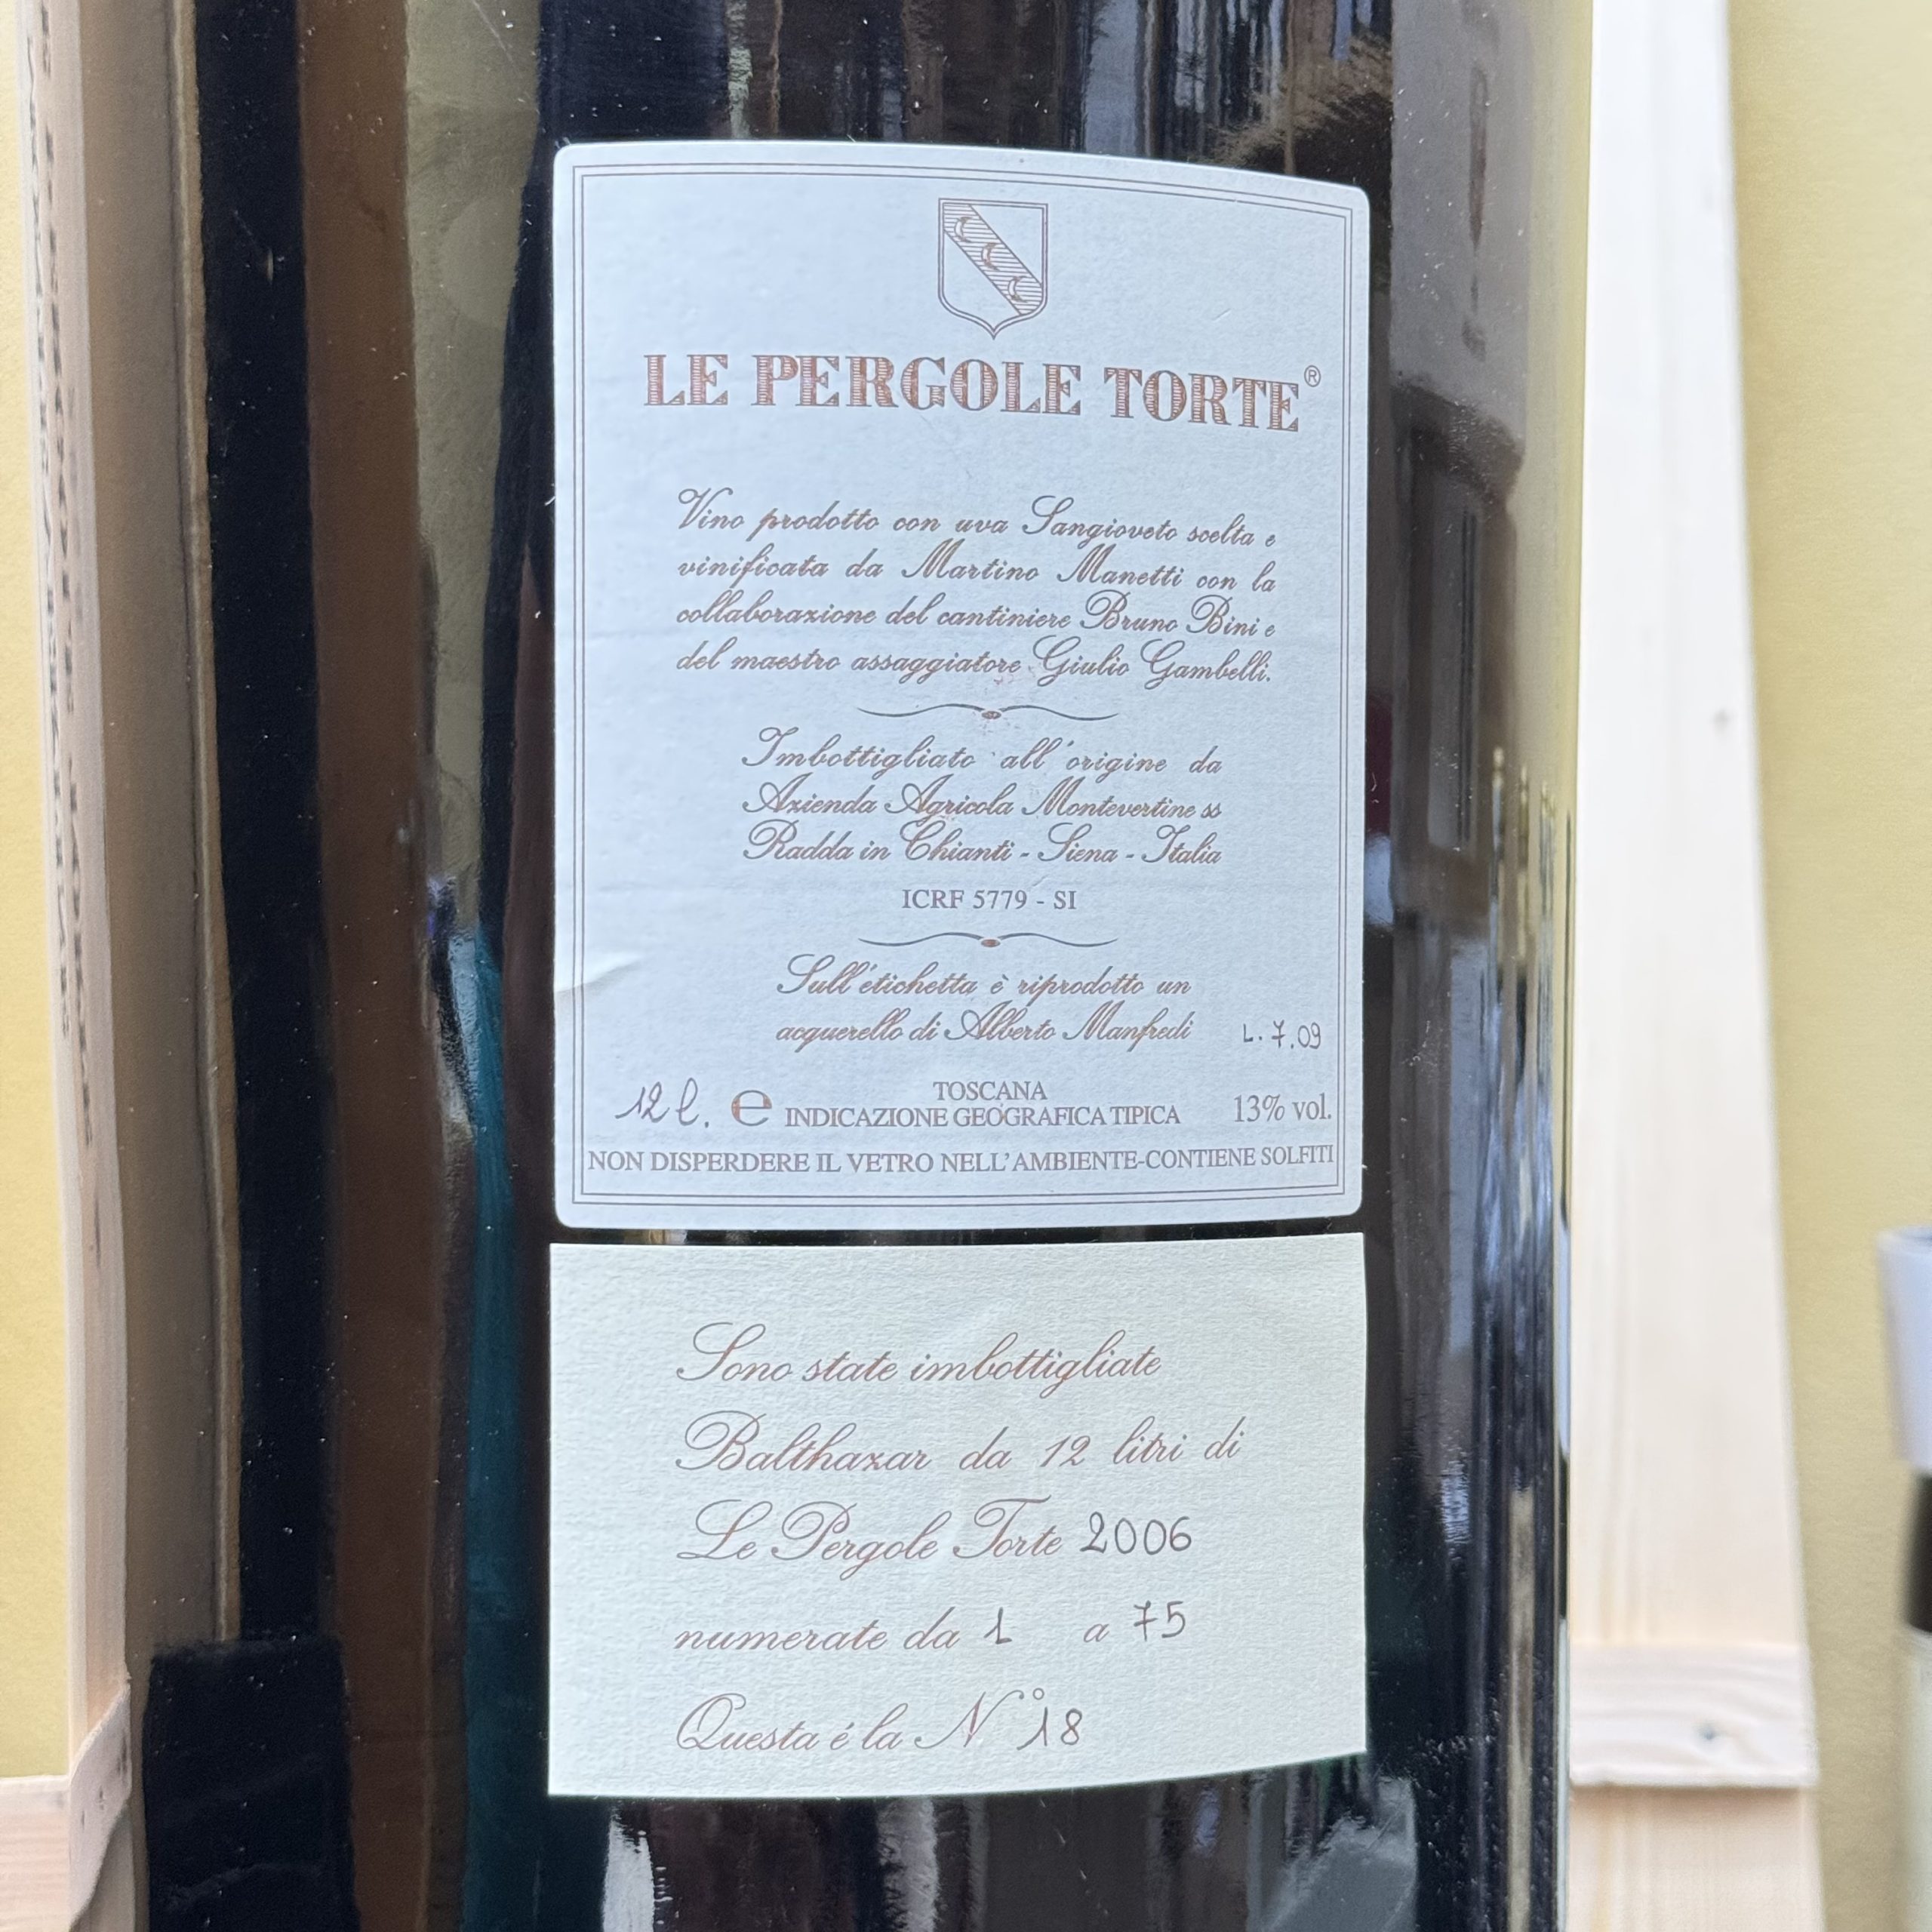 LE PERGOLE TORTE®
Vino prodotto con uva Sangioveto scelta e
vinificata da Martino Manetti con la
collaborazione del cantiniere Bruno Bini e
del maestro assaggiatore Giulio Gambelli.
Imbottigliato all'origine da
Azienda Agricola Montevertine ss
Radda in Chianti - Siena - Italia
ICRF 5779 - SI
Sull'etichetta è riprodotto un
acquerello di Alberto Manfredi
L. 7.09
12 l. e TOSCANA
INDICAZIONE GEOGRAFICA TIPICA 13% vol.
NON DISPERDERE IL VETRO NELL'AMBIENTE-CONTIENE SOLFITI
Sono state imbottigliate
Balthazar da 12 litri di
Le Pergole Torte 2006
numerate da 1 a 75
Questa é la N° 18